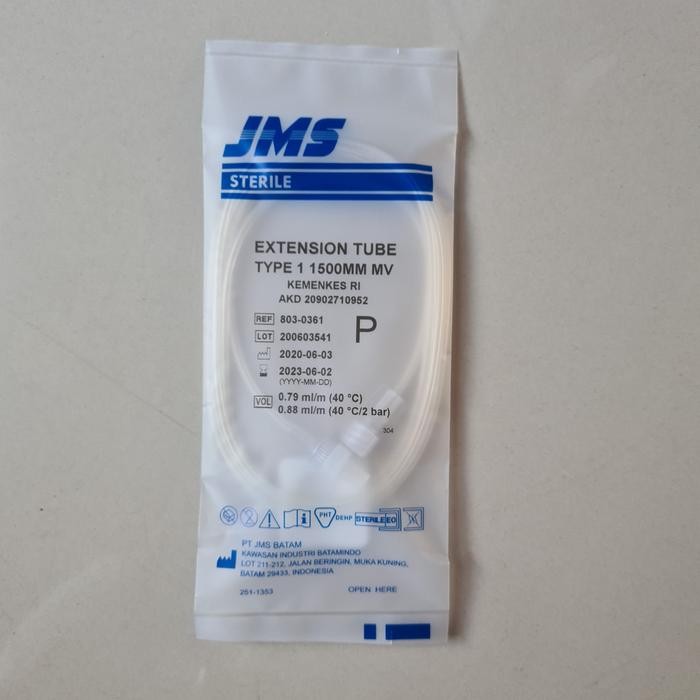 JMS
STERILE
EXTENSION TUBE
TYPE 1 1500MM MV
KEMENKES RI
AKD 20902710952
REF 803-0361 P
LOT 200603541
2020-06-03
2023-06-02
(YYYY-MM-DD)
VOL 0.79 ml/m (40 °C)
0.88 ml/m (40 °C/2 bar)
304
PHT DEHP STERILE EO
PT JMS BATAM
KAWASAN INDUSTRI BATAMINDO
LOT 211-212, JALAN BERINGIN, MUKA KUNING,
BATAM 29433, INDONESIA
251-1353 OPEN HERE